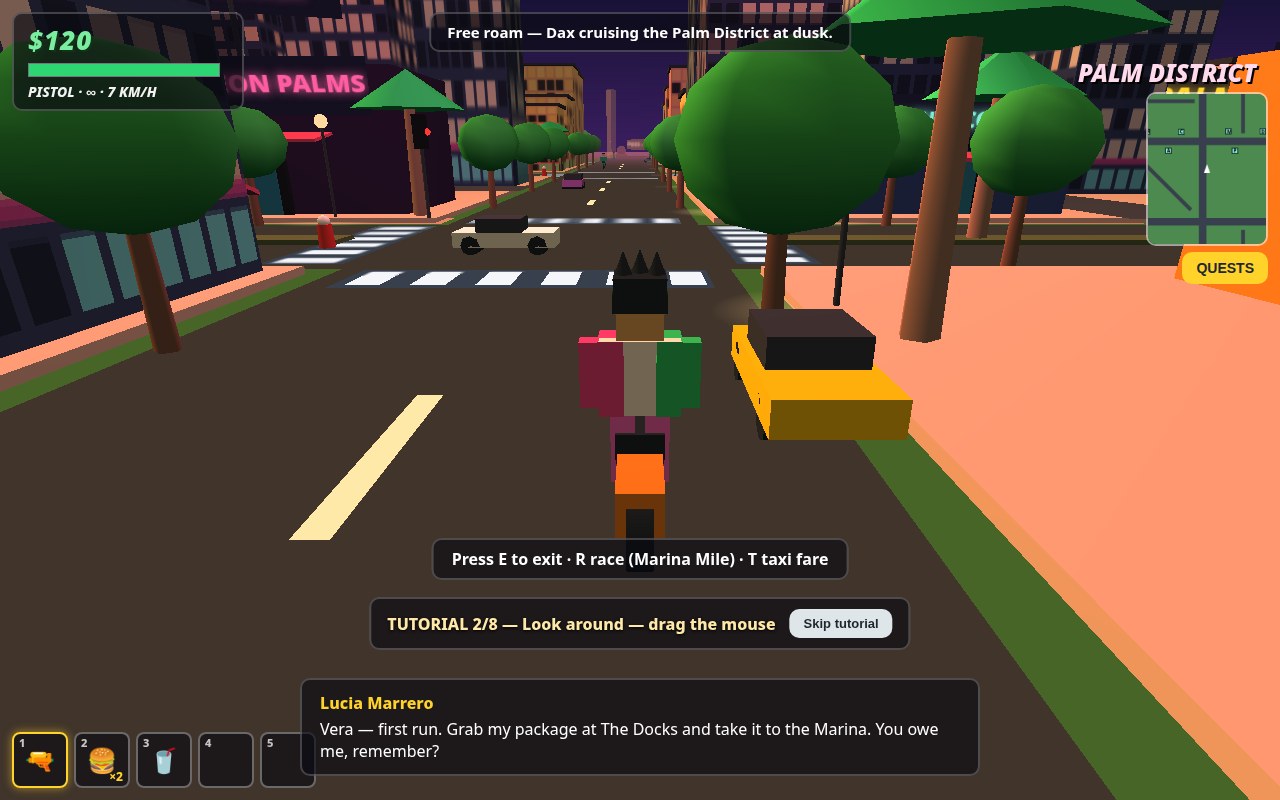 $120
PISTOL · ∞ · 7 KM/H
Free roam — Dax cruising the Palm District at dusk.
ON PALMS
PALM DISTRICT
QUESTS
Press E to exit · R race (Marina Mile) · T taxi fare
TUTORIAL 2/8 — Look around — drag the mouse
Skip tutorial
Lucia Marrero
Vera — first run. Grab my package at The Docks and take it to the Marina. You owe
me, remember?
1
2
×2
3
4
5